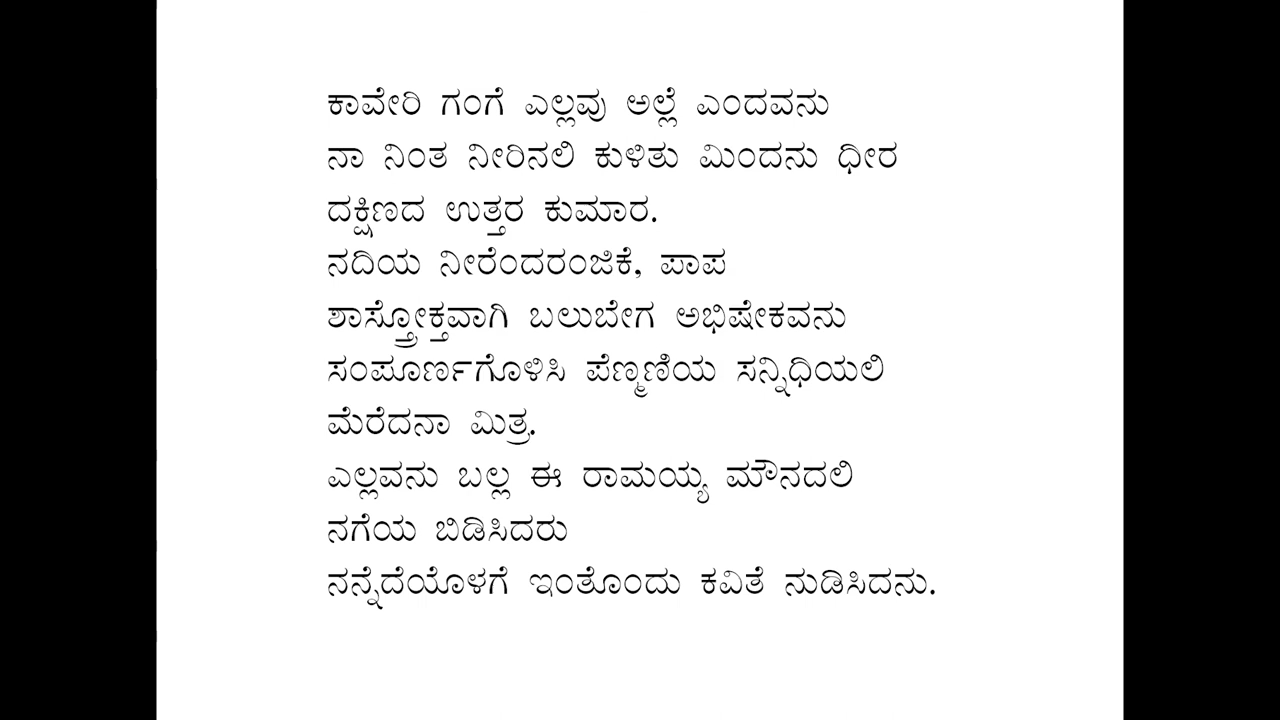 ಕಾವೇರಿ ಗಂಗೆ ಎಲ್ಲವು ಅಲ್ಲೆ ಎಂದವನು
ನಾ ನಿಂತ ನೀರಿನಲಿ ಕುಳಿತು ಮಿಂದನು ಧೀರ
ದಕ್ಷಿಣದ ಉತ್ತರ ಕುಮಾರ.
ನದಿಯ ನೀರೆಂದರಂಜಿಕೆ, ಪಾಪ
ಶಾಸ್ತ್ರೋಕ್ತವಾಗಿ ಬಲುಬೇಗ ಅಭಿಷೇಕವನು
ಸಂಪೂರ್ಣಗೊಳಿಸಿ ಪೆಣ್ಮಣಿಯ ಸನ್ನಿಧಿಯಲಿ
ಮೆರೆದನಾ ಮಿತ್ರ.
ಎಲ್ಲವನು ಬಲ್ಲ ಈ ರಾಮಯ್ಯ ಮೌನದಲಿ
ನಗೆಯ ಬಿಡಿಸಿದರು
ನನ್ನೆದೆಯೊಳಗೆ ಇಂತೊಂದು ಕವಿತೆ ನುಡಿಸಿದನು.